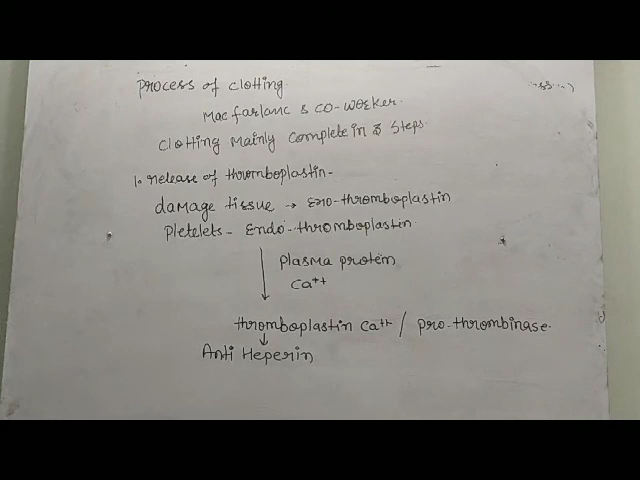 Process of clotting.
Macfarlanc & co-worker.
Clotting mainly complete in 3 steps.
1. release of thromboplastin-
damage tissue → Exo-thromboplastin
Pletelets- Endo-thromboplastin
Plasma protein
Ca++
thromboplastin Ca++ / pro-thrombinase.
↓
Anti Heperin